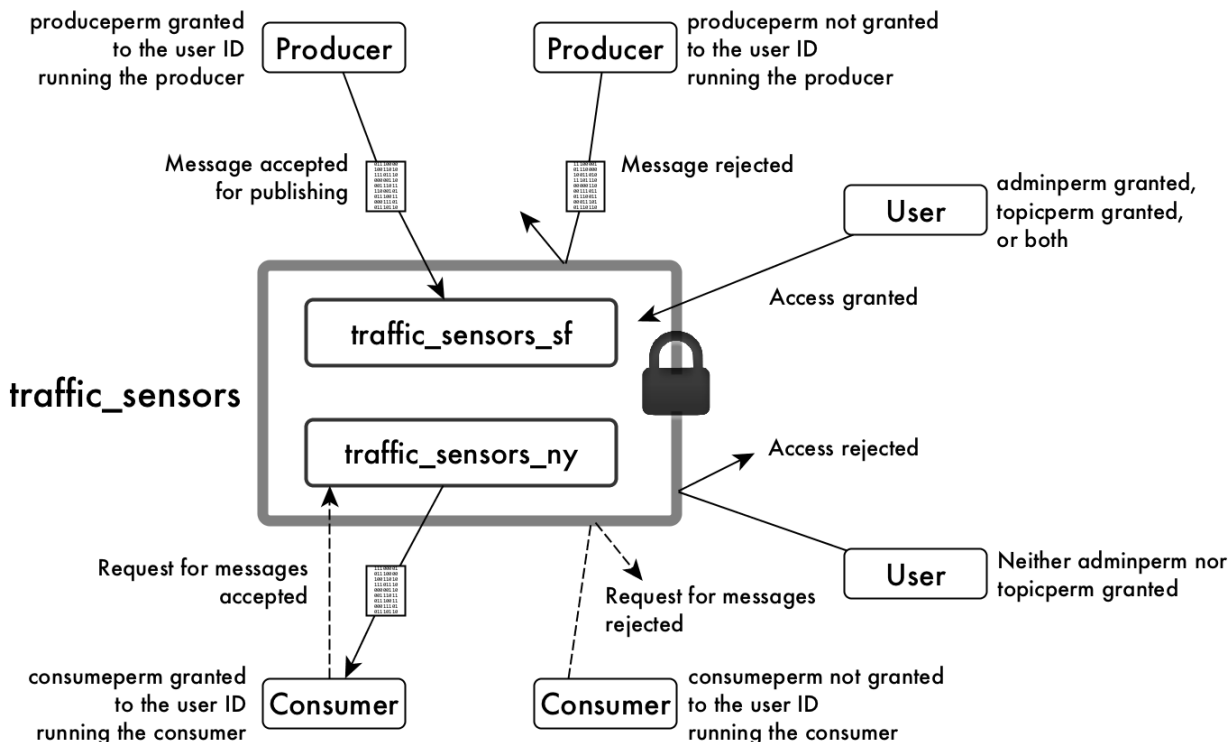 produceperm granted
to the user ID
running the producer
Producer
Producer
produceperm not granted
to the user ID
running the producer
Message accepted
for publishing
Message rejected
User
adminperm granted,
topicperm granted,
or both
Access granted
traffic_sensors_sf
traffic_sensors
traffic_sensors_ny
Access rejected
Request for messages
accepted
Request for messages
rejected
User
Neither adminperm nor
topicperm granted
consumeperm granted
to the user ID
running the consumer
Consumer
Consumer
consumeperm not granted
to the user ID
running the consumer